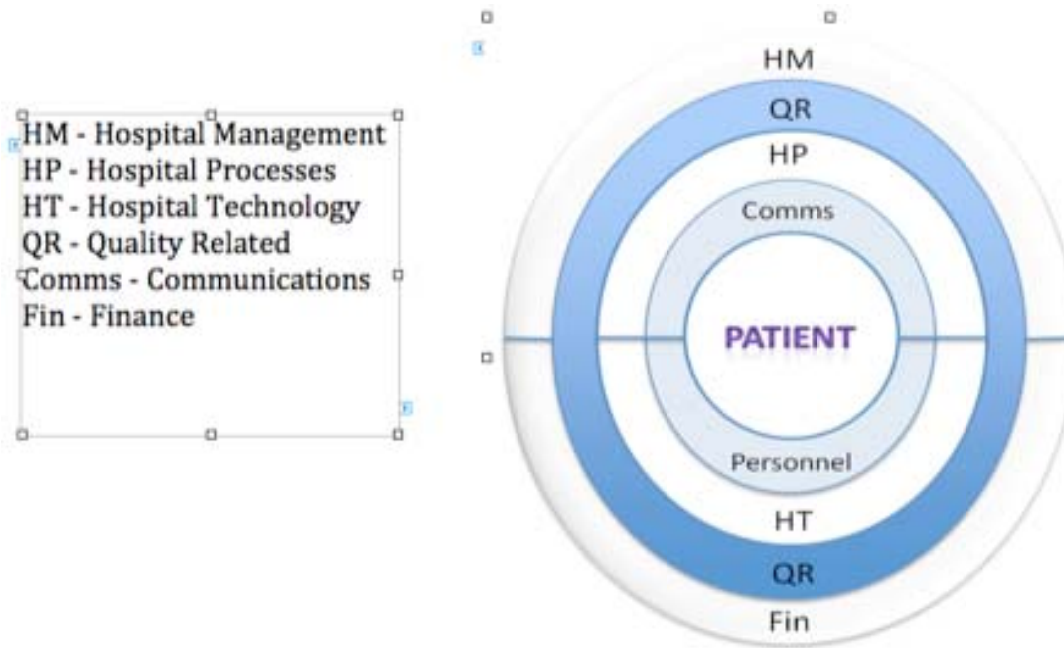 HM - Hospital Management
HP - Hospital Processes
HT - Hospital Technology
QR - Quality Related
Comms - Communications
Fin - Finance
HM
QR
HP
Comms
PATIENT
Personnel
HT
QR
Fin